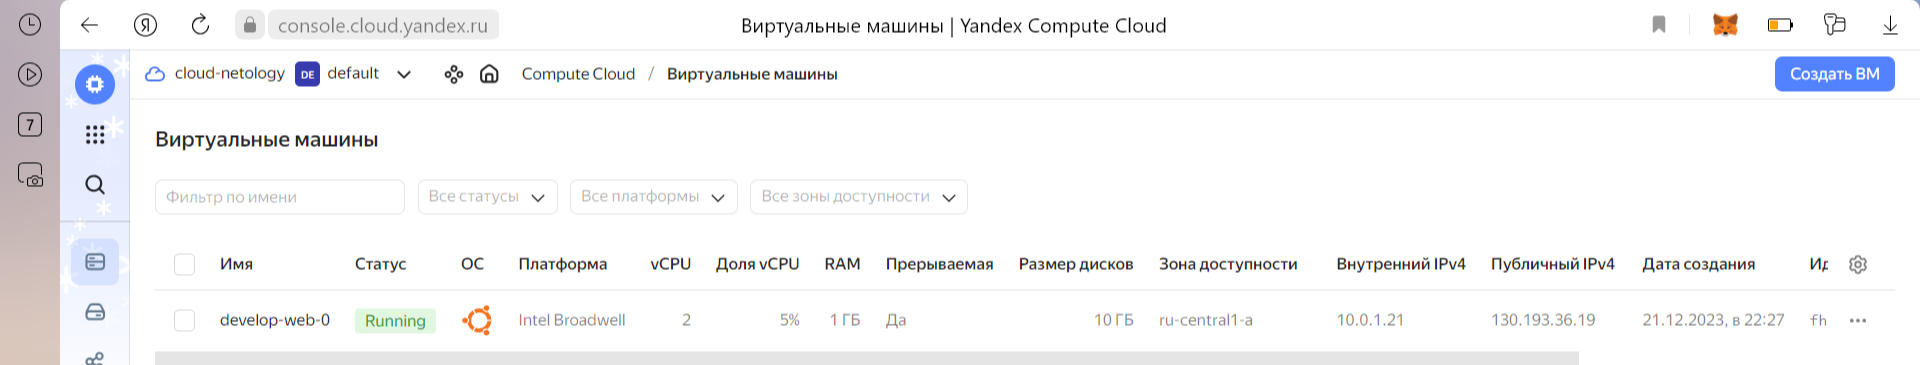 Я console.cloud.yandex.ru Виртуальные машины | Yandex Compute Cloud
cloud-netology DE default Compute Cloud / Виртуальные машины Создать ВМ
7
Виртуальные машины
Фильтр по имени Все статусы Все платформы Все зоны доступности
Имя Статус ОС Платформа vCPU Доля vCPU RAM Прерываемая Размер дисков Зона доступности Внутренний IPv4 Публичный IPv4 Дата создания Ид
develop-web-0 Running Intel Broadwell 2 5% 1 ГБ Да 10 ГБ ru-central1-a 10.0.1.21 130.193.36.19 21.12.2023, в 22:27 fh